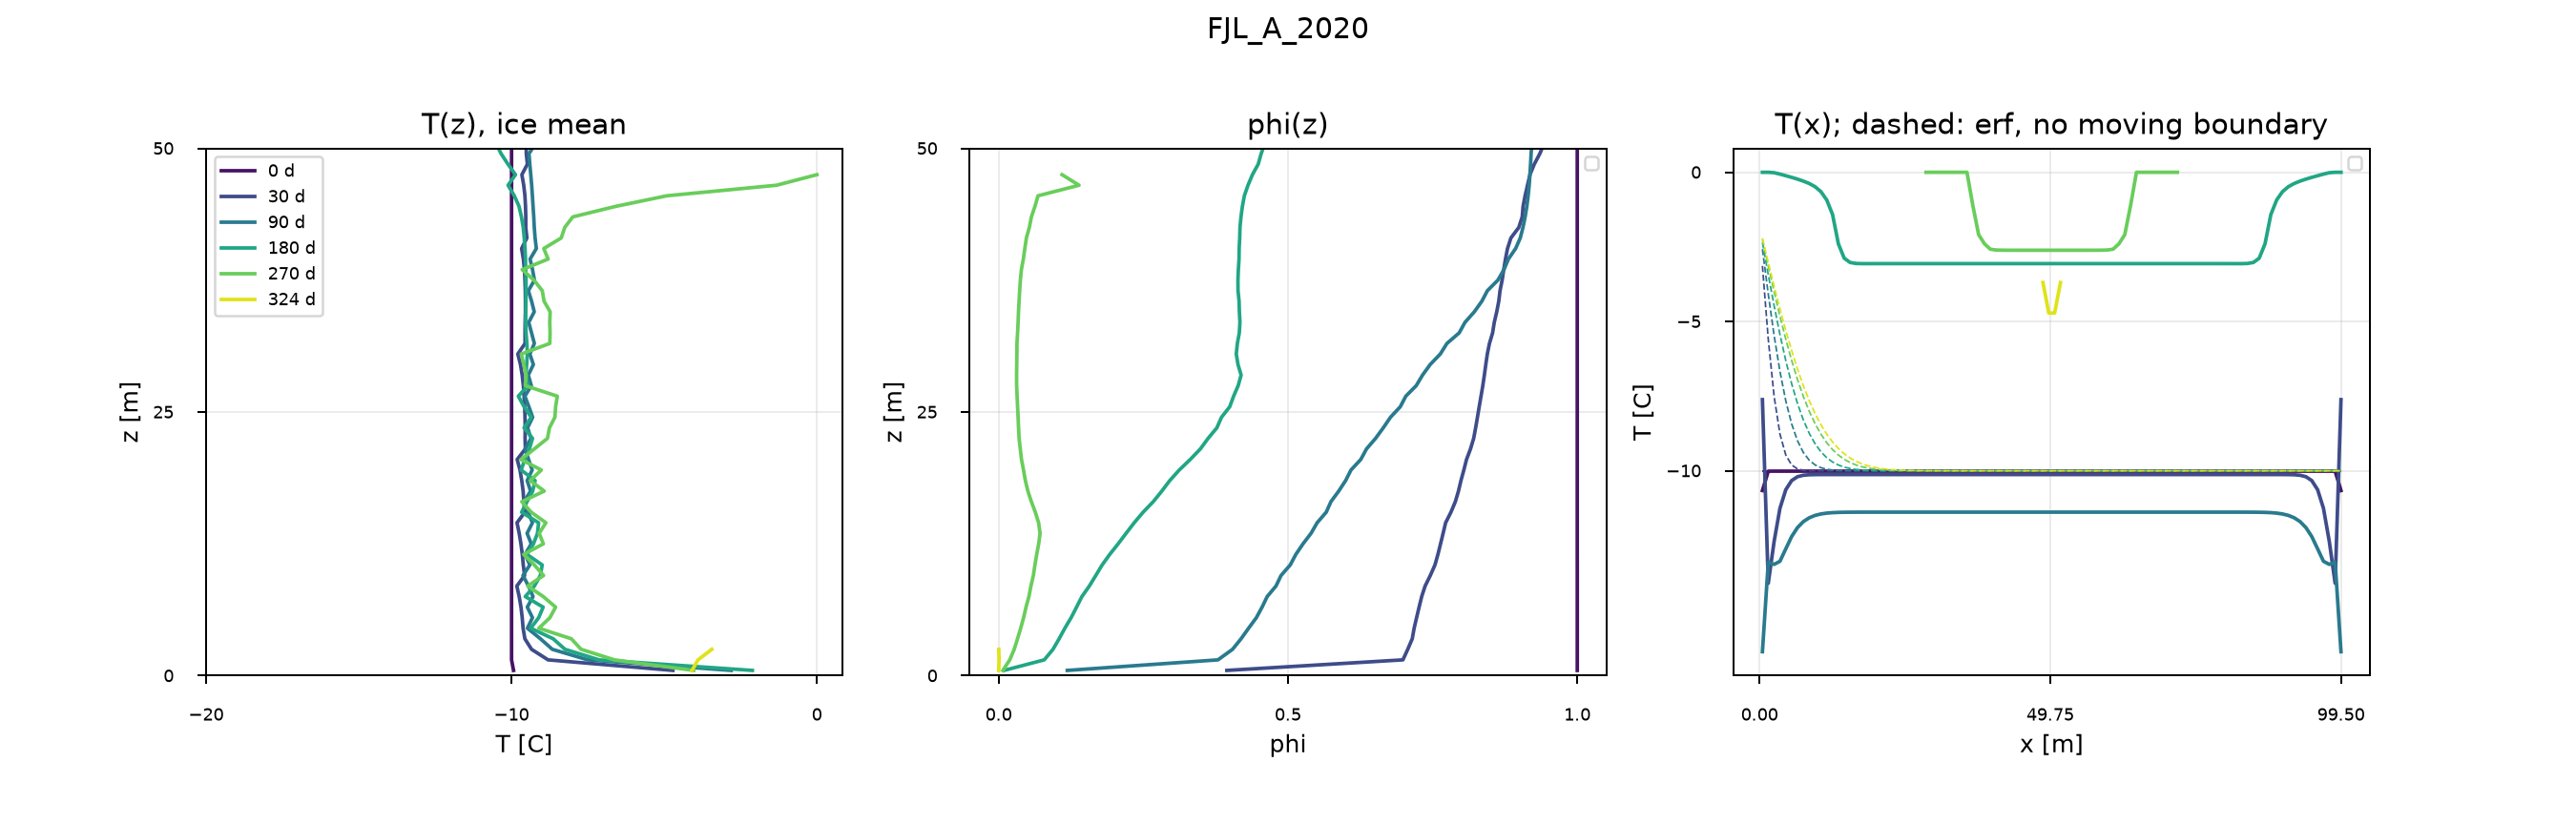 FJL_A_2020
T(z), ice mean
50
25
0
z [m]
0 d
30 d
90 d
180 d
270 d
324 d
−20
−10
0
T [C]
phi(z)
50
25
0
z [m]
0.0
0.5
1.0
phi
T(x); dashed: erf, no moving boundary
0
−5
−10
T [C]
0.00
49.75
99.50
x [m]